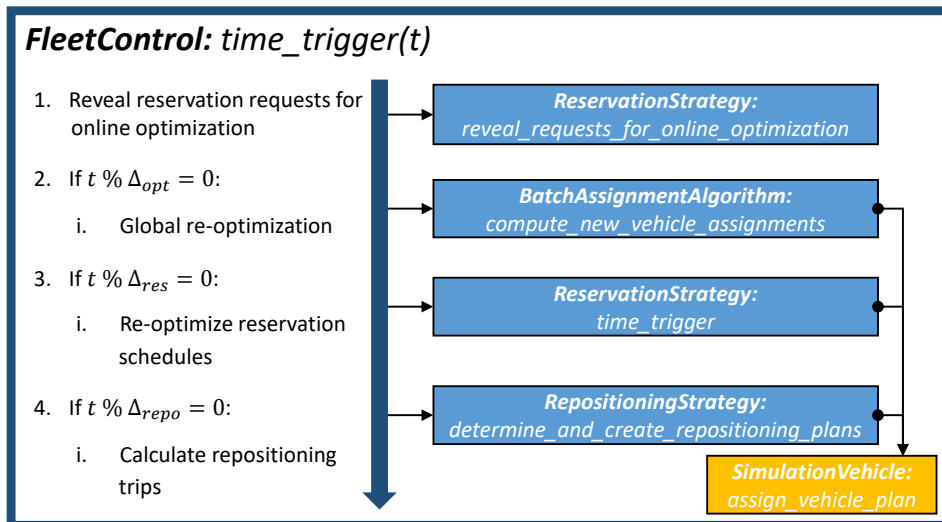 FleetControl: time_trigger(t)
1. Reveal reservation requests for
online optimization
2. If t % Δopt = 0:
i. Global re-optimization
3. If t % Δres = 0:
i. Re-optimize reservation
schedules
4. If t % Δrepo = 0:
i. Calculate repositioning
trips
ReservationStrategy:
reveal_requests_for_online_optimization
BatchAssignmentAlgorithm:
compute_new_vehicle_assignments
ReservationStrategy:
time_trigger
RepositioningStrategy:
determine_and_create_repositioning_plans
SimulationVehicle:
assign_vehicle_plan